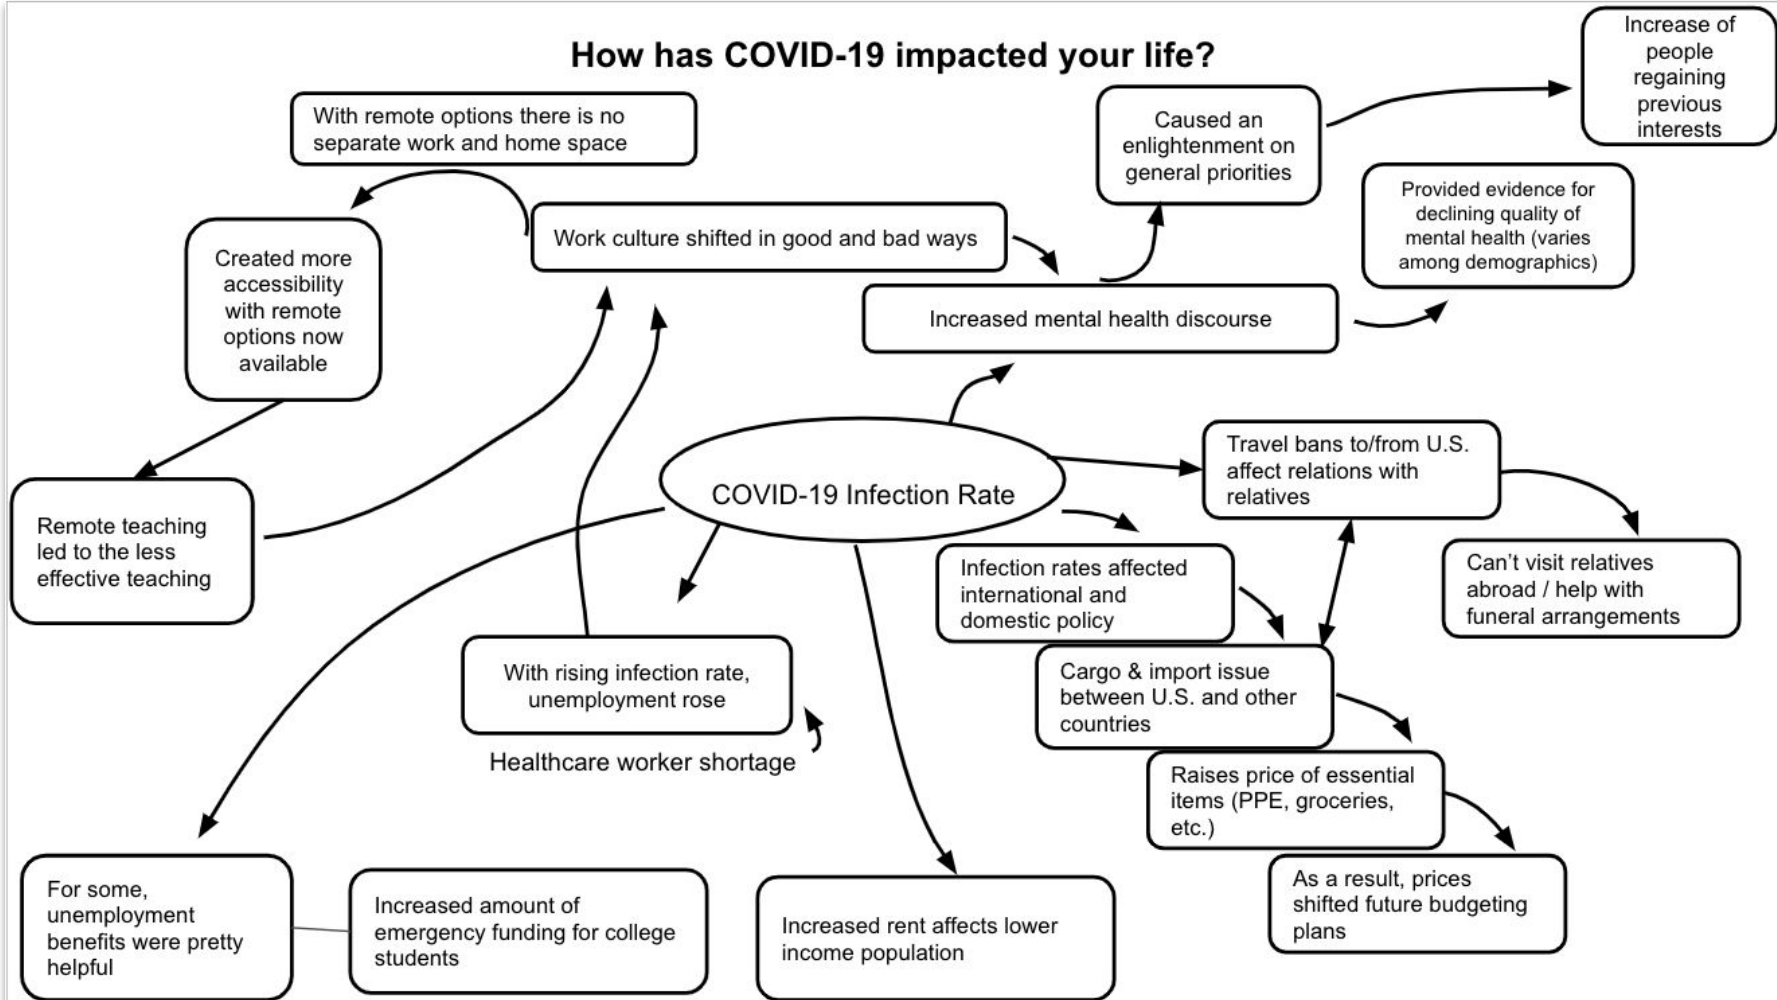 How has COVID-19 impacted your life?
Increase of
people
regaining
previous
interests
With remote options there is no
separate work and home space
Caused an
enlightenment on
general priorities
Provided evidence for
declining quality of
mental health (varies
among demographics)
Work culture shifted in good and bad ways
Created more
accessibility
with remote
options now
available
Increased mental health discourse
COVID-19 Infection Rate
Travel bans to/from U.S.
affect relations with
relatives
Remote teaching
led to the less
effective teaching
Infection rates affected
international and
domestic policy
Can’t visit relatives
abroad / help with
funeral arrangements
With rising infection rate,
unemployment rose
Healthcare worker shortage
Cargo & import issue
between U.S. and other
countries
Raises price of essential
items (PPE, groceries,
etc.)
As a result, prices
shifted future budgeting
plans
For some,
unemployment
benefits were pretty
helpful
Increased amount of
emergency funding for college
students
Increased rent affects lower
income population